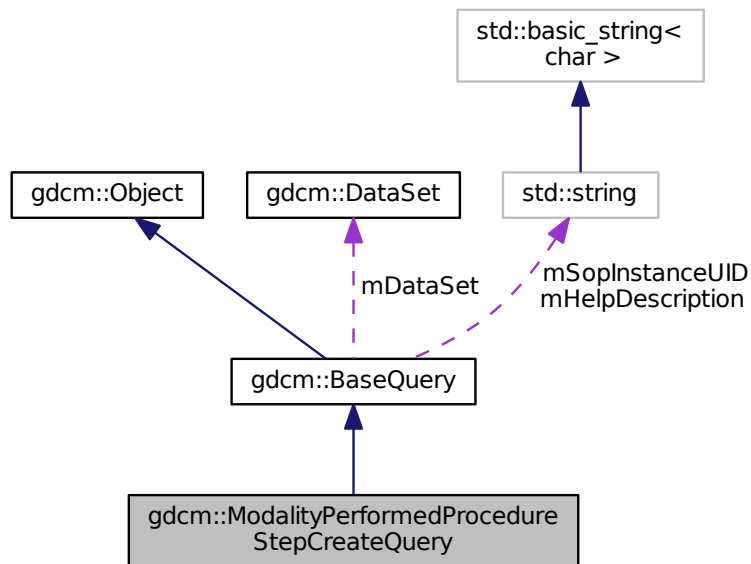 std::basic_string<
char >
gdcm::Object
gdcm::DataSet
std::string
mDataSet
mSopInstanceUID
mHelpDescription
gdcm::BaseQuery
gdcm::ModalityPerformedProcedure
StepCreateQuery